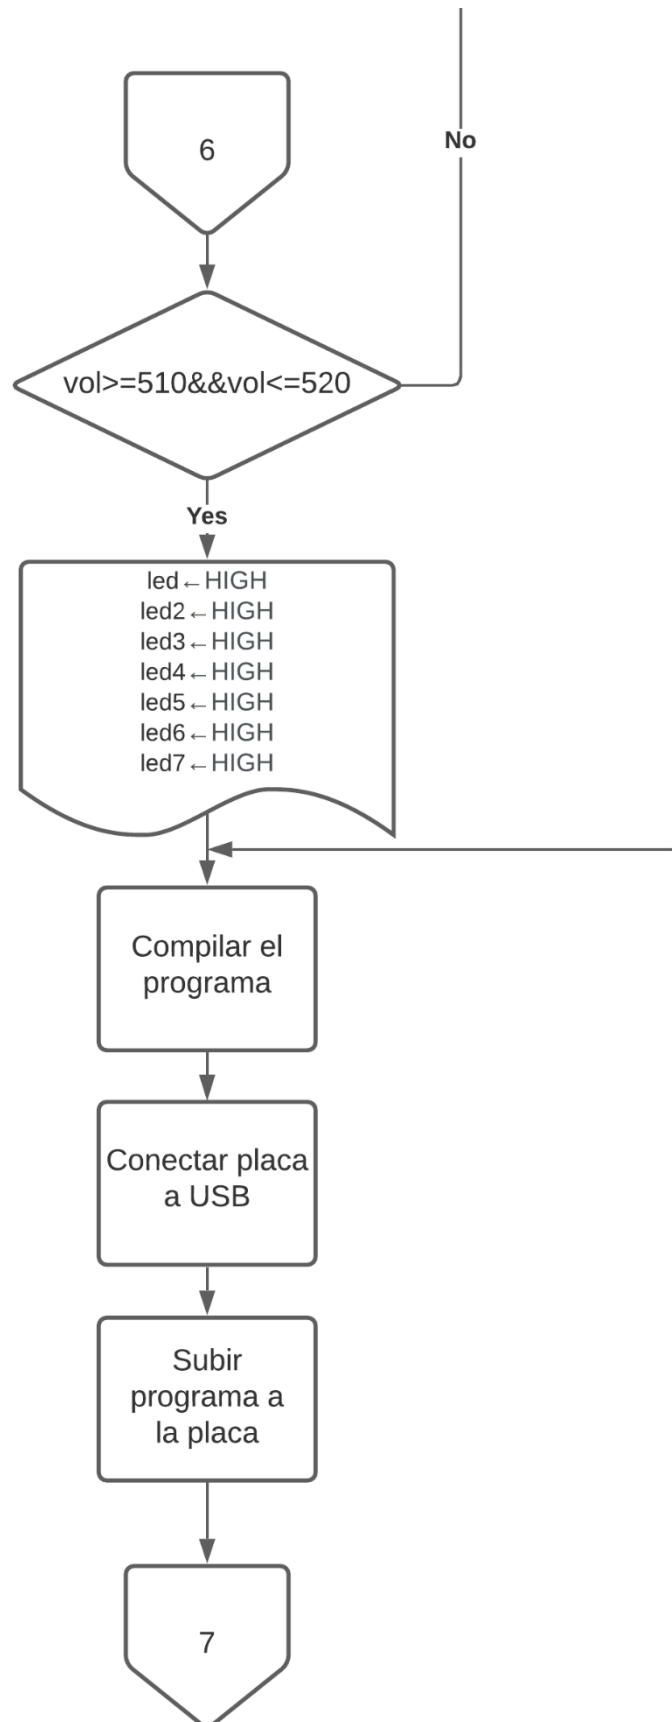 6
No
vol>=510&&vol<=520
Yes
led←HIGH
led2←HIGH
led3←HIGH
led4←HIGH
led5←HIGH
led6←HIGH
led7←HIGH
Compilar el
programa
Conectar placa
a USB
Subir
programa a
la placa
7